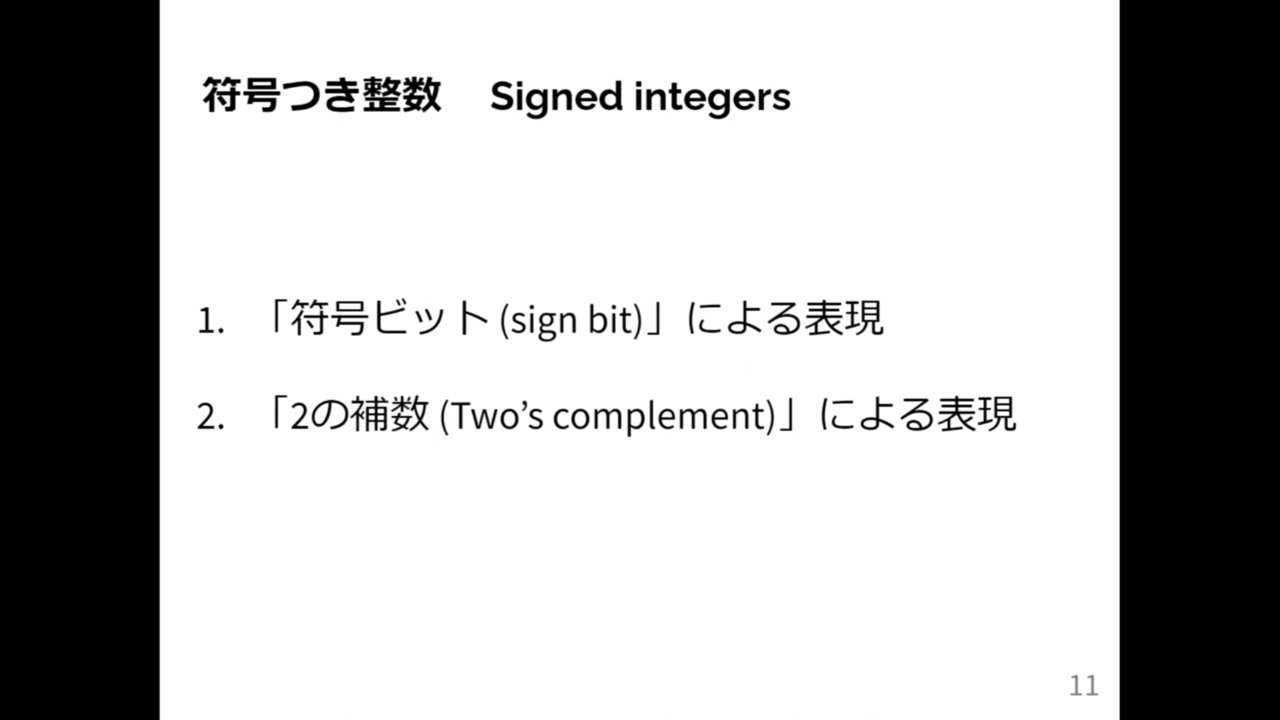 符号つき整数 Signed integers
1. 「符号ビット (sign bit)」による表現
2. 「2の補数 (Two’s complement)」による表現
11